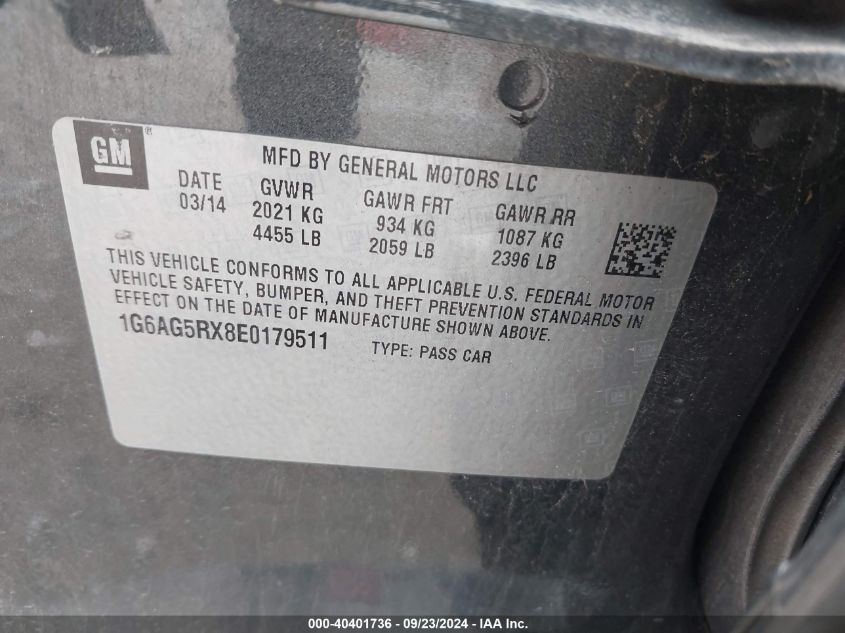 GM®
MFD BY GENERAL MOTORS LLC
DATE GVWR GAWR FRT GAWR RR
03/14 2021 KG 934 KG 1087 KG
4455 LB 2059 LB 2396 LB
THIS VEHICLE CONFORMS TO ALL APPLICABLE U.S. FEDERAL MOTOR
VEHICLE SAFETY, BUMPER, AND THEFT PREVENTION STANDARDS IN
EFFECT ON THE DATE OF MANUFACTURE SHOWN ABOVE.
1G6AG5RX8E0179511 TYPE: PASS CAR
000-40401736 - 09/23/2024 - IAA Inc.